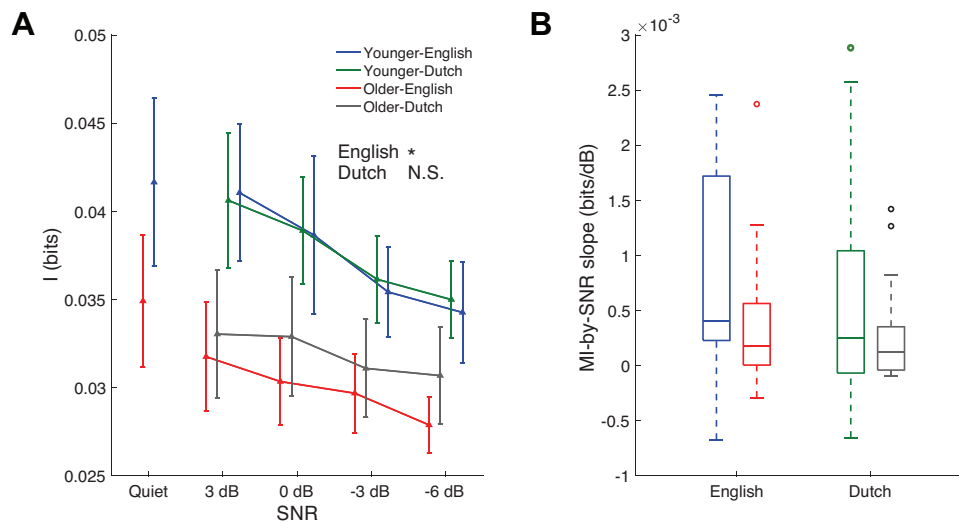 A
Younger-English
Younger-Dutch
Older-English
Older-Dutch
English *
Dutch N.S.
0.05
0.045
0.04
0.035
0.03
0.025
I (bits)
Quiet 3 dB 0 dB -3 dB -6 dB
SNR
B
×10⁻³
3
2.5
2
1.5
1
0.5
0
-0.5
-1
MI-by-SNR slope (bits/dB)
English Dutch